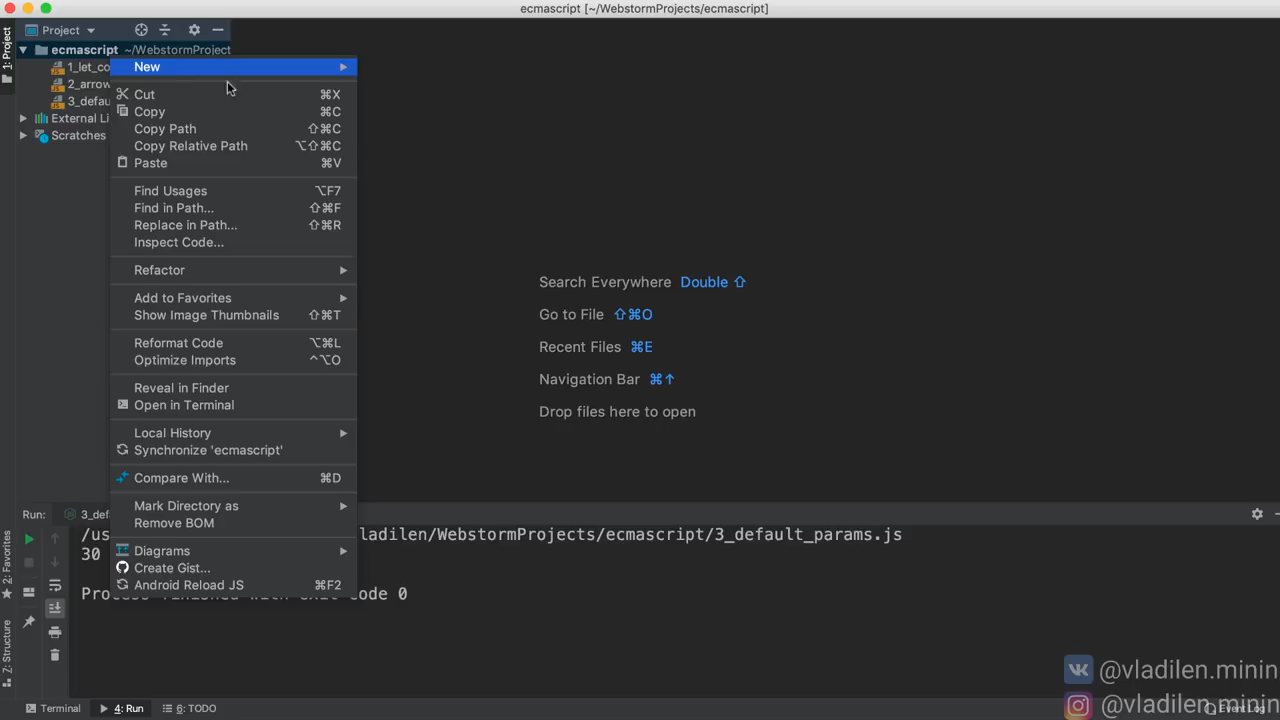 ecmascript [~/WebstormProjects/ecmascript]
Project
ecmascript ~/WebstormProject
1_let_co
2_arrow
3_defau
External Li
Scratches
1: Project
New
Cut ⌘X
Copy ⌘C
Copy Path ⇧⌘C
Copy Relative Path ⌥⇧⌘C
Paste ⌘V
Find Usages ⌥F7
Find in Path... ⇧⌘F
Replace in Path... ⇧⌘R
Inspect Code...
Refactor
Add to Favorites
Show Image Thumbnails ⇧⌘T
Reformat Code ⌥⌘L
Optimize Imports ^⌥O
Reveal in Finder
Open in Terminal
Local History
Synchronize 'ecmascript'
Compare With... ⌘D
Mark Directory as
Remove BOM
Diagrams
Create Gist...
Android Reload JS ⌘F2
Search Everywhere Double ⇧
Go to File ⇧⌘O
Recent Files ⌘E
Navigation Bar ⌘↑
Drop files here to open
Run: 3_def
/us ladilen/WebstormProjects/ecmascript/3_default_params.js
30
Process finished with exit code 0
2: Favorites
Z: Structure
@vladilen.minin
@vladilen.minin
Terminal
4: Run
6: TODO
Event Log